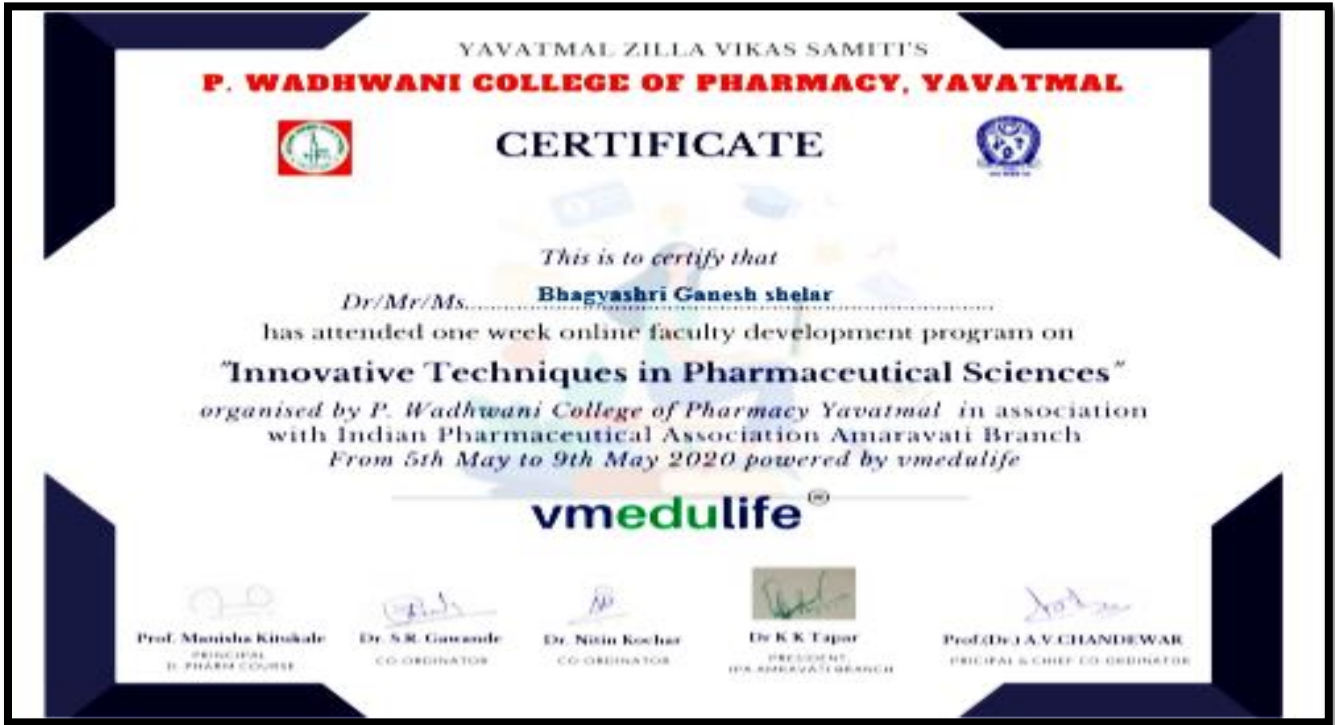 YAVATMAL ZILLA VIKAS SAMITI'S
P. WADHWANI COLLEGE OF PHARMACY, YAVATMAL
CERTIFICATE
This is to certify that
Dr/Mr/Ms.......Bhagyashri Ganesh shelar.......
has attended one week online faculty development program on
"Innovative Techniques in Pharmaceutical Sciences"
organised by P. Wadhwani College of Pharmacy Yavatmal in association
with Indian Pharmaceutical Association Amaravati Branch
From 5th May to 9th May 2020 powered by vmedulife
vmedulife®
Prof. Manisha Kitukale Dr. S.R. Gawande Dr. Nitin Kochar Dr K K Tapar Prof.(Dr.) A.V.CHANDEWAR
PRINCIPAL CO-ORDINATOR CO-ORDINATOR PRESIDENT, PRICIPAL & CHIEF CO-ORDINATOR
D. PHARM COURSE IPA AMRAVATI BRANCH